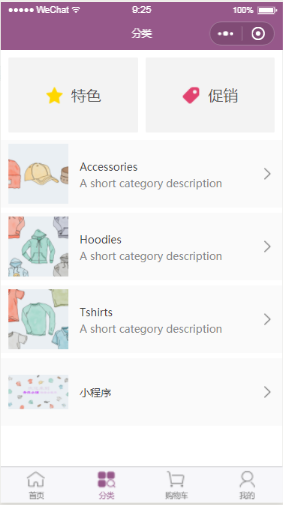 WeChat 9:25 100%
分类
特色 促销
Accessories
A short category description
Hoodies
A short category description
Tshirts
A short category description
小程序
首页 分类 购物车 我的